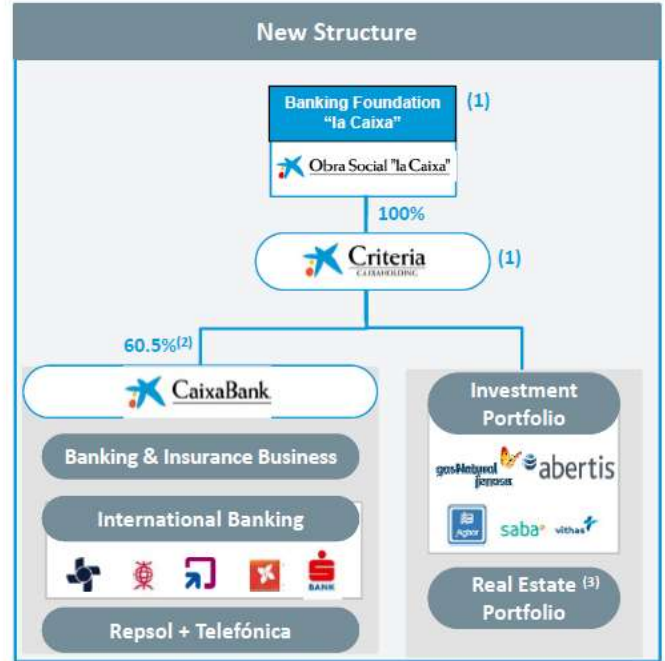 New Structure
Banking Foundation
"la Caixa"
(1)
Obra Social "la Caixa"
100%
Criteria
CAIXAHOLDING
(1)
60.5%(2)
CaixaBank
Banking & Insurance Business
International Banking
BANK
Repsol + Telefónica
Investment
Portfolio
gasNatural
fenosa
abertis
Agbar
saba
vithas
Real Estate (3)
Portfolio